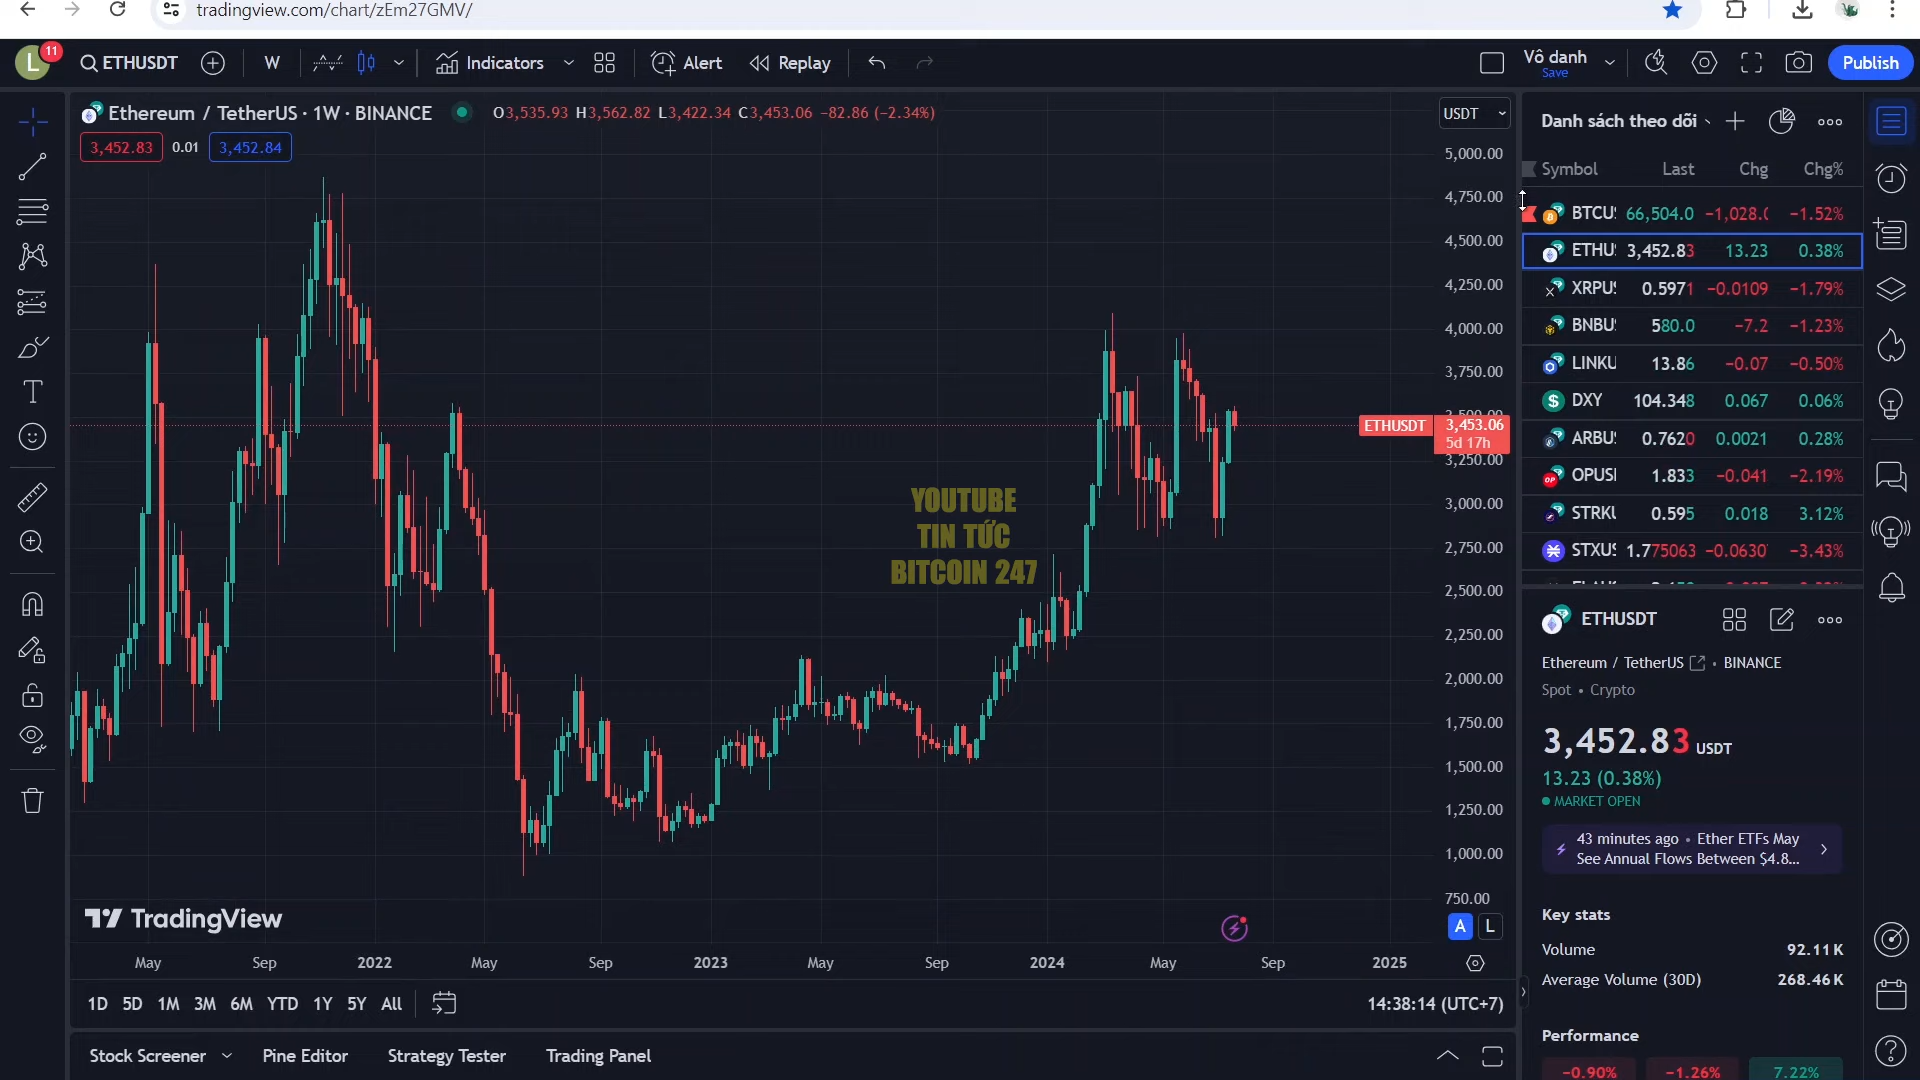 tradingview.com/chart/zEm27GMV/
L
11
ETHUSDT
W
Indicators
Alert
Replay
Vô danh
Save
Publish
Ethereum / TetherUS · 1W · BINANCE
O3,535.93 H3,562.82 L3,422.34 C3,453.06 −82.86 (−2.34%)
USDT
3,452.83
0.01
3,452.84
5,000.00
4,750.00
4,500.00
4,250.00
4,000.00
3,750.00
3,500.00
ETHUSDT
3,453.06
5d 17h
3,250.00
3,000.00
2,750.00
2,500.00
2,250.00
2,000.00
1,750.00
1,500.00
1,250.00
1,000.00
750.00
YOUTUBE
TIN TỨC
BITCOIN 247
TradingView
A
L
May Sep 2022 May Sep 2023 May Sep 2024 May Sep 2025
1D 5D 1M 3M 6M YTD 1Y 5Y All
14:38:14 (UTC+7)
Stock Screener
Pine Editor
Strategy Tester
Trading Panel
Danh sách theo dõi
Symbol Last Chg Chg%
BTCU 66,504.0 −1,028. −1.52%
ETHU 3,452.83 13.23 0.38%
XRPU 0.5971 −0.0109 −1.79%
BNBU 580.0 −7.2 −1.23%
LINKU 13.86 −0.07 −0.50%
DXY 104.348 0.067 0.06%
ARBU 0.7620 0.0021 0.28%
OPUS 1.833 −0.041 −2.19%
STRKU 0.595 0.018 3.12%
STXU 1.775063 −0.0630 −3.43%
ETHUSDT
Ethereum / TetherUS • BINANCE
Spot • Crypto
3,452.83 USDT
13.23 (0.38%)
MARKET OPEN
43 minutes ago • Ether ETFs May
See Annual Flows Between $4.8...
Key stats
Volume 92.11K
Average Volume (30D) 268.46K
Performance
−0.90% −1.26% 7.22%